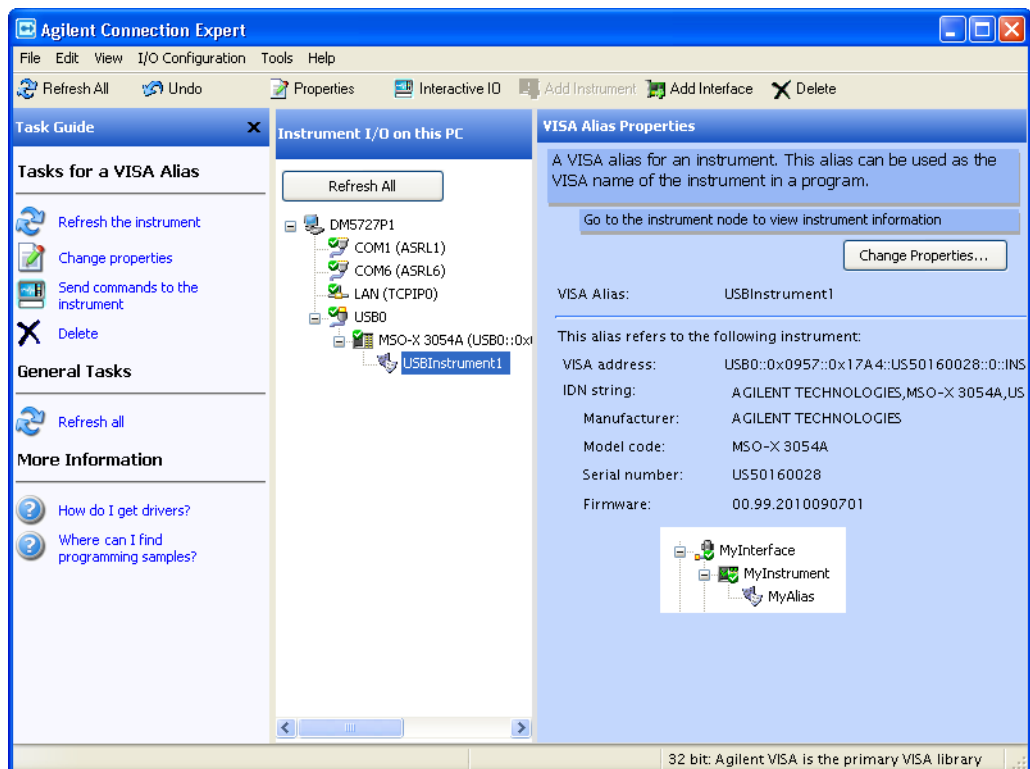 Agilent Connection Expert
File Edit View I/O Configuration Tools Help
Refresh All Undo Properties Interactive IO Add Instrument Add Interface Delete
Task Guide
Tasks for a VISA Alias
Refresh the instrument
Change properties
Send commands to the
instrument
Delete
General Tasks
Refresh all
More Information
How do I get drivers?
Where can I find
programming samples?
Instrument I/O on this PC
Refresh All
DM5727P1
COM1 (ASRL1)
COM6 (ASRL6)
LAN (TCPIP0)
USB0
MSO-X 3054A (USB0::0x
USBInstrument1
VISA Alias Properties
A VISA alias for an instrument. This alias can be used as the
VISA name of the instrument in a program.
Go to the instrument node to view instrument information
Change Properties...
VISA Alias: USBInstrument1
This alias refers to the following instrument:
VISA address: USB0::0x0957::0x17A4::US50160028::0::INS
IDN string: AGILENT TECHNOLOGIES,MSO-X 3054A,US
Manufacturer: AGILENT TECHNOLOGIES
Model code: MSO-X 3054A
Serial number: US50160028
Firmware: 00.99.2010090701
MyInterface
MyInstrument
MyAlias
32 bit: Agilent VISA is the primary VISA library